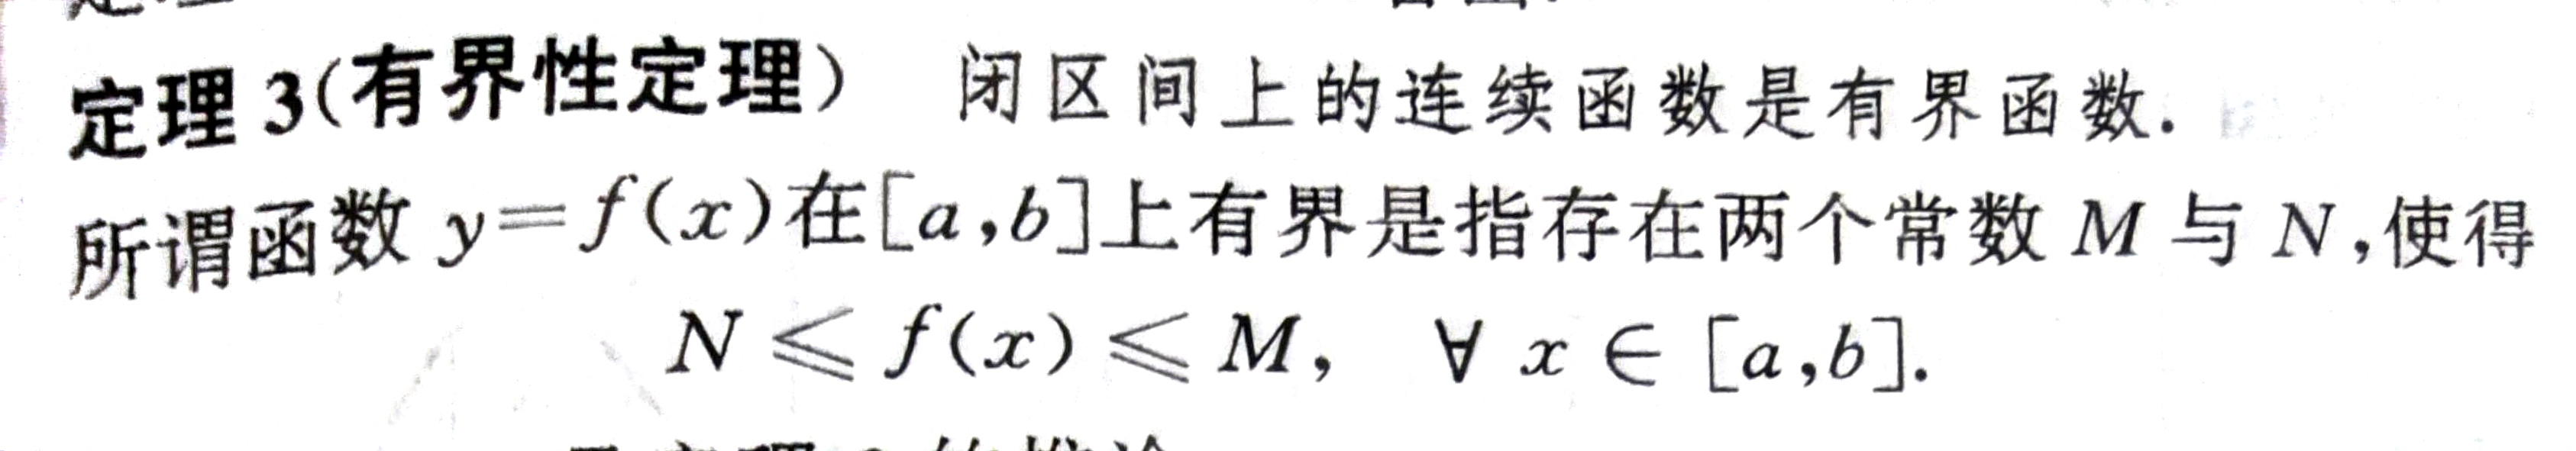 定理 3(有界性定理) 闭区间上的连续函数是有界函数.
所谓函数 y=f(x)在[a,b]上有界是指存在两个常数 M 与 N,使得
N ⩽ f(x) ⩽ M, ∀ x ∈ [a,b].